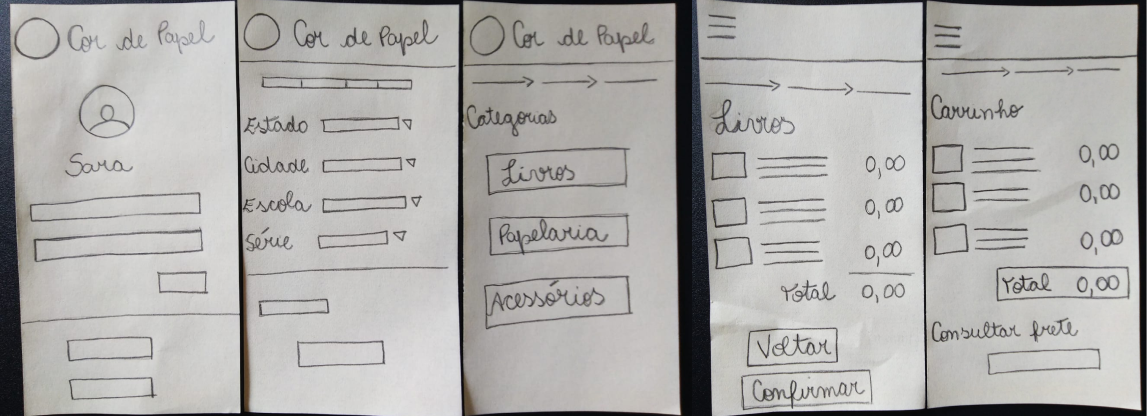 Cor de Papel
Sara
Cor de Papel
Estado
Cidade
Escola
Série
Cor de Papel
Categorias
Livros
Papelaria
Acessórios
Livros
0,00
0,00
0,00
Total 0,00
Voltar
Confirmar
Carrinho
0,00
0,00
0,00
Total 0,00
Consultar frete